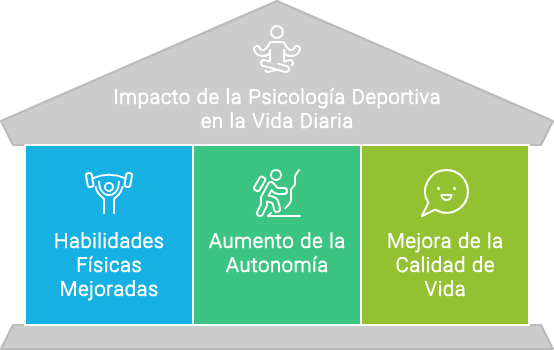 Impacto de la Psicología Deportiva
en la Vida Diaria
Habilidades
Físicas
Mejoradas
Aumento de la
Autonomía
Mejora de la
Calidad de
Vida